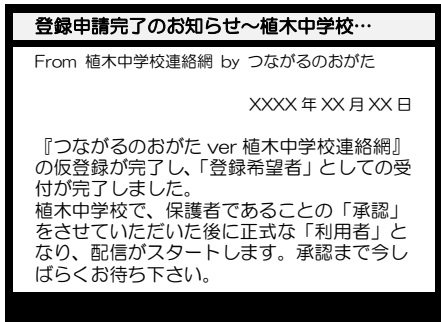 登録申請完了のお知らせ～植木中学校…
From 植木中学校連絡網 by つながるのおがた
XXXX 年 XX 月 XX 日
『つながるのおがた ver 植木中学校連絡網』
の仮登録が完了し、「登録希望者」としての受
付が完了しました。
植木中学校で、保護者であることの「承認」
をさせていただいた後に正式な「利用者」と
なり、配信がスタートします。承認まで今し
ばらくお待ち下さい。